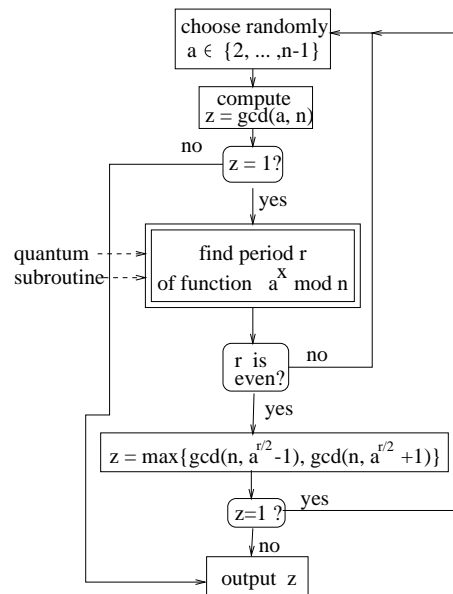 choose randomly
a ∈ {2, ... ,n-1}
compute
z = gcd(a, n)
no
z = 1?
yes
quantum
subroutine
find period r
of function a^x mod n
r is
even?
no
yes
z = max{gcd(n, a^{r/2} -1), gcd(n, a^{r/2} +1)}
z=1 ?
yes
no
output z